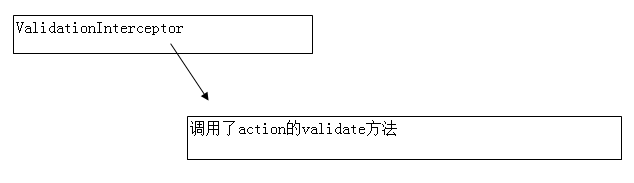 ValidationInterceptor
调用了action的validate方法